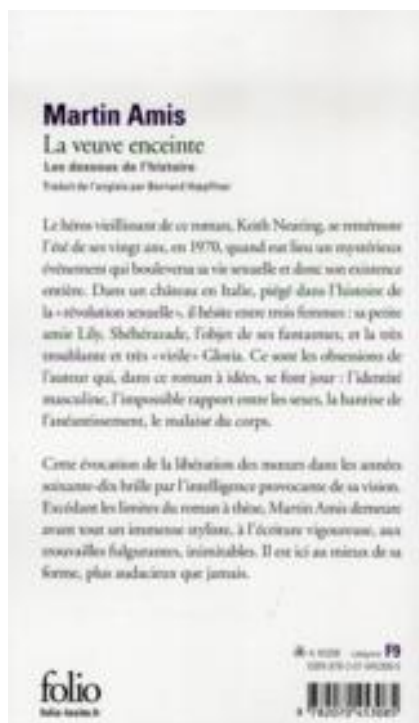 Martin Amis
La veuve enceinte
Les dessous de l'histoire
Traduit de l'anglais par Bernard Hœpffner
Le héros vieillissant de ce roman, Keith Nearing, se remémore
l'été de ses vingt ans, en 1970, quand eut lieu un mystérieux
événement qui bouleversa sa vie sexuelle et donc son existence
entière. Dans un château en Italie, piégé dans l'histoire de
la «révolution sexuelle», il hésite entre trois femmes : sa petite
amie Lily, Shéhérazade, l'objet de ses fantasmes, et la très
troublante et très «virile» Gloria. Ce sont les obsessions de
l'auteur qui, dans ce roman à idées, se font jour : l'identité
masculine, l'impossible rapport entre les sexes, la hantise de
l'anéantissement, le malaise du corps.
Cette évocation de la libération des mœurs dans les années
soixante-dix brille par l'intelligence provocante de sa vision.
Excédant les limites du roman à thèse, Martin Amis demeure
avant tout un immense styliste, à l'écriture vigoureuse, aux
trouvailles fulgurantes, inimitables. Il est ici au mieux de sa
forme, plus audacieux que jamais.
catégorie F9
ISBN
folio
folio-lesite.fr